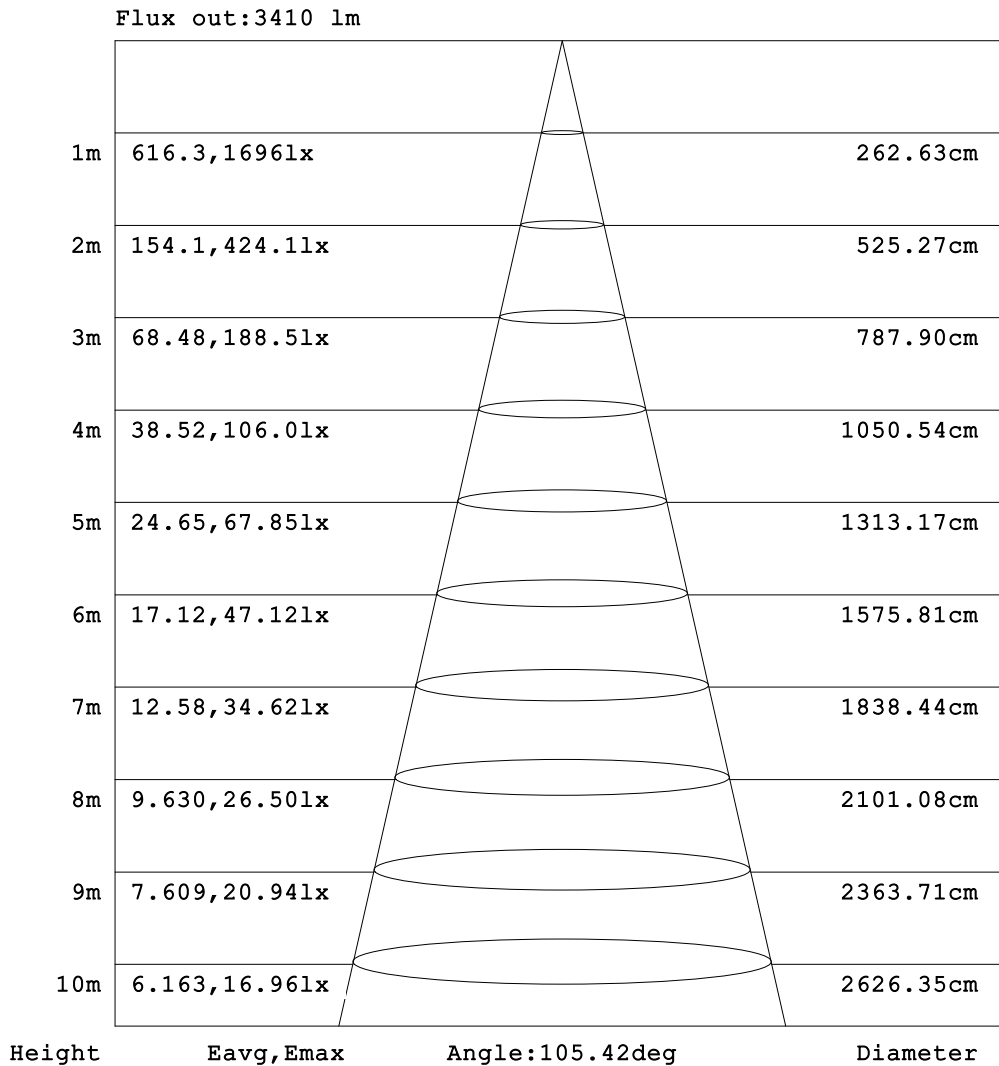 Flux out:3410 lm
1m 616.3,1696lx 262.63cm
2m 154.1,424.1lx 525.27cm
3m 68.48,188.5lx 787.90cm
4m 38.52,106.0lx 1050.54cm
5m 24.65,67.85lx 1313.17cm
6m 17.12,47.12lx 1575.81cm
7m 12.58,34.62lx 1838.44cm
8m 9.630,26.50lx 2101.08cm
9m 7.609,20.94lx 2363.71cm
10m 6.163,16.96lx 2626.35cm
Height Eavg,Emax Angle:105.42deg Diameter